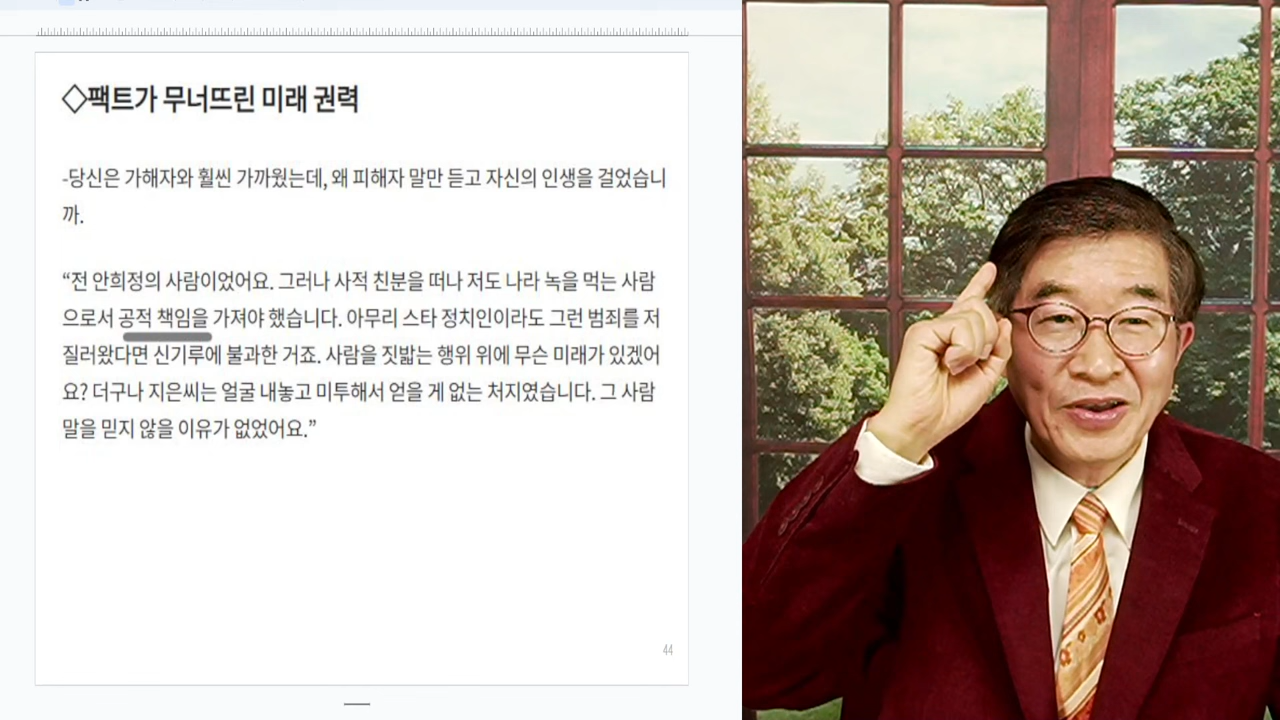 ◇팩트가 무너뜨린 미래 권력
-당신은 가해자와 훨씬 가까웠는데, 왜 피해자 말만 듣고 자신의 인생을 걸었습니
까.
“전 안희정의 사람이었어요. 그러나 사적 친분을 떠나 저도 나라 녹을 먹는 사람
으로서 공적 책임을 가져야 했습니다. 아무리 스타 정치인이라도 그런 범죄를 저
질러왔다면 신기루에 불과한 거죠. 사람을 짓밟는 행위 위에 무슨 미래가 있겠어
요? 더구나 지은씨는 얼굴 내놓고 미투해서 얻을 게 없는 처지였습니다. 그 사람
말을 믿지 않을 이유가 없었어요.”
44